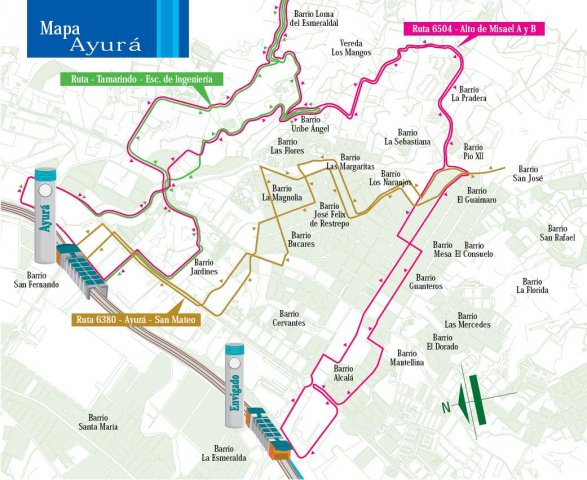 Mapa
Ayurá
Barrio Loma
del Esmeraldal
Ruta 6504 - Alto de Misael A y B
Vereda
Los Mangos
Ruta - Tamarindo - Esc. de Ingeniería
Barrio
La Pradera
Barrio
Uribe Angel
Barrio
La Sebastiana
Barrio
Las Flores
Barrio
Pio XII
Barrio
Las Margaritas
Barrio
Los Naranjos
Barrio
San José
Barrio
La Magnolia
Barrio
El Guaimaro
Barrio
José Felix
de Restrepo
Ayurá
Barrio
Bucares
Barrio
Mesa
Barrio
El Consuelo
Barrio
San Rafael
Barrio
Jardines
Barrio
San Fernando
Barrio
Guanteros
Barrio
La Florida
Ruta 6380 - Ayurá - San Mateo
Barrio
Cervantes
Barrio
Las Mercedes
Barrio
El Dorado
Barrio
Mantellina
Barrio
Alcalá
Envigado
N
Barrio
Santa María
Barrio
La Esmeralda